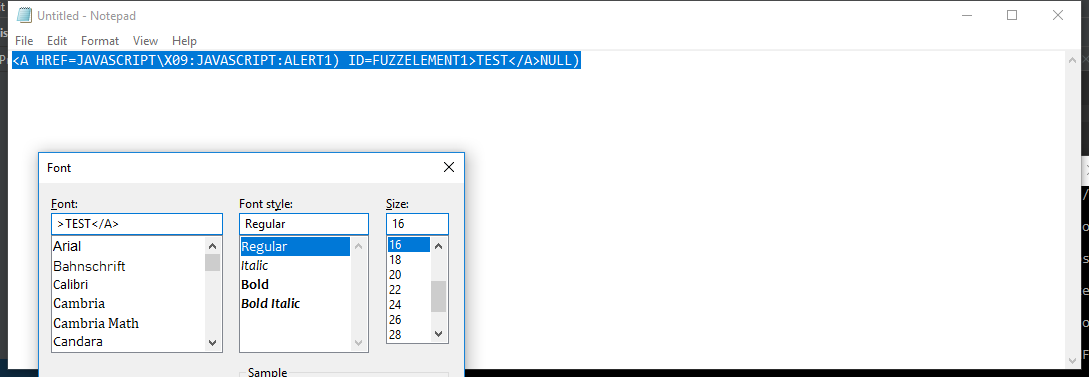 Untitled - Notepad
File Edit Format View Help
<A HREF=JAVASCRIPT\X09:JAVASCRIPT:ALERT1) ID=FUZZELEMENT1>TEST</A>NULL)
Font
Font: Font style: Size:
>TEST</A> Regular 16
Arial Regular 16
Bahnschrift Italic 18
Calibri Bold 20
Cambria Bold Italic 22
Cambria Math 24
Candara 26
28
Sample